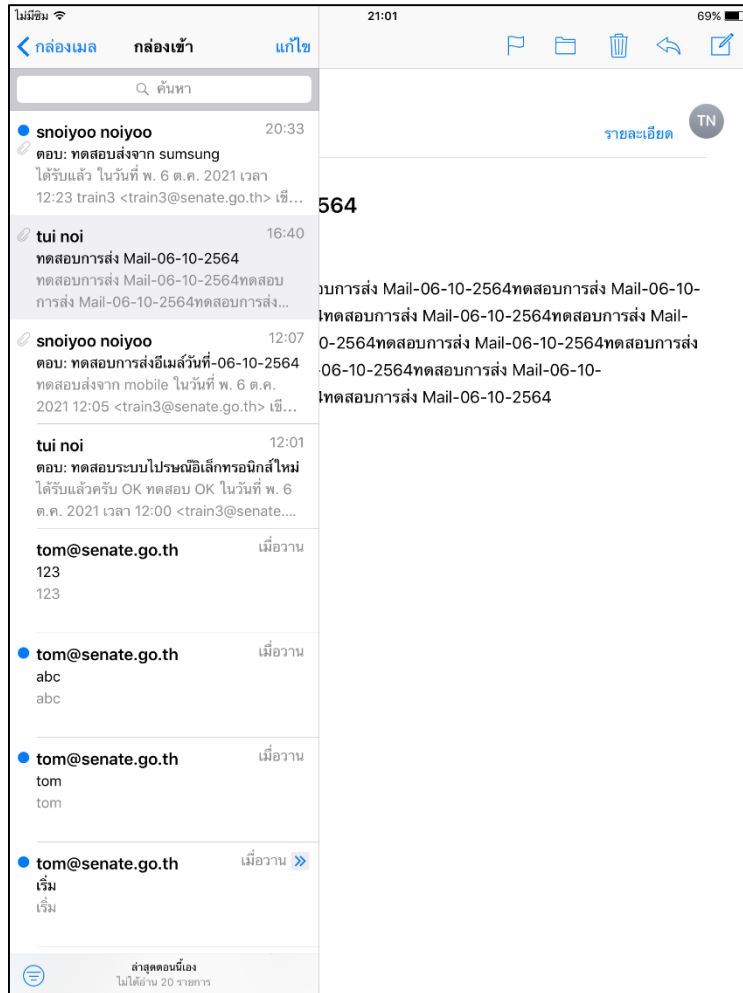 ไม่มีซิม 21:01 69%
กล่องเมล กล่องเข้า แก้ไข
ค้นหา
snoiyoo noiyoo 20:33
ตอบ: ทดสอบส่งจาก sumsung
ได้รับแล้ว ในวันที่ พ. 6 ต.ค. 2021 เวลา
12:23 train3 <train3@senate.go.th> เขี...
tui noi 16:40
ทดสอบการส่ง Mail-06-10-2564
ทดสอบการส่ง Mail-06-10-2564ทดสอบ
การส่ง Mail-06-10-2564ทดสอบการส่ง...
snoiyoo noiyoo 12:07
ตอบ: ทดสอบการส่งอีเมล์วันที่-06-10-2564
ทดสอบส่งจาก mobile ในวันที่ พ. 6 ต.ค.
2021 12:05 <train3@senate.go.th> เขี...
tui noi 12:01
ตอบ: ทดสอบระบบไปรษณีอิเล็กทรอนิกส์ใหม่
ได้รับแล้วครับ OK ทดสอบ OK ในวันที่ พ. 6
ต.ค. 2021 เวลา 12:00 <train3@senate....
tom@senate.go.th เมื่อวาน
123
123
tom@senate.go.th เมื่อวาน
abc
abc
tom@senate.go.th เมื่อวาน
tom
tom
tom@senate.go.th เมื่อวาน
เริ่ม
เริ่ม
ล่าสุดตอนนี้เอง
ไม่ได้อ่าน 20 รายการ
รายละเอียด TN
564
บการส่ง Mail-06-10-2564ทดสอบการส่ง Mail-06-10-
ทดสอบการส่ง Mail-06-10-2564ทดสอบการส่ง Mail-
0-2564ทดสอบการส่ง Mail-06-10-2564ทดสอบการส่ง
-06-10-2564ทดสอบการส่ง Mail-06-10-
ทดสอบการส่ง Mail-06-10-2564